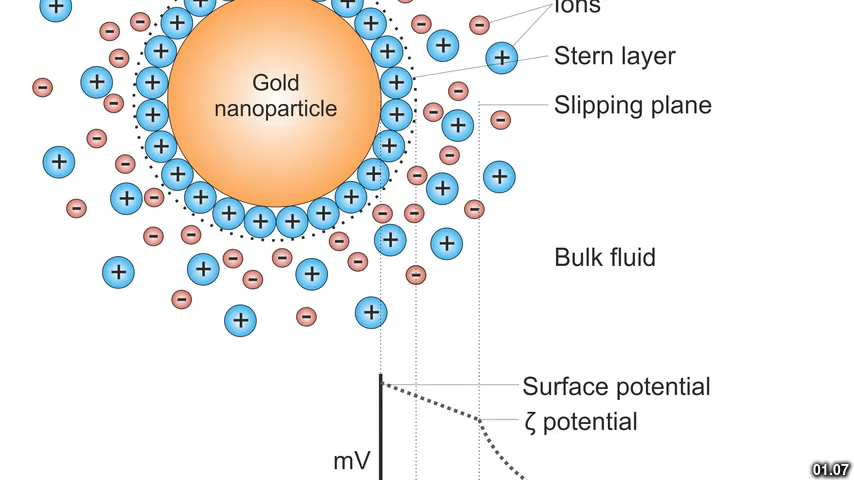 Ions
Stern layer
Gold
nanoparticle
Slipping plane
Bulk fluid
Surface potential
ζ potential
mV
01.07